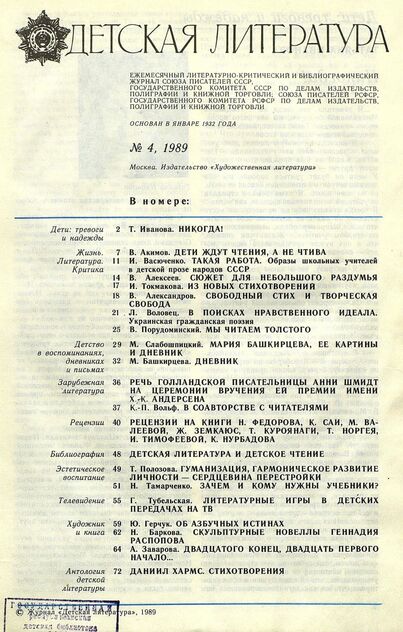 ДЕТСКАЯ ЛИТЕРАТУРА
ЕЖЕМЕСЯЧНЫЙ ЛИТЕРАТУРНО-КРИТИЧЕСКИЙ И БИБЛИОГРАФИЧЕСКИЙ
ЖУРНАЛ СОЮЗА ПИСАТЕЛЕЙ СССР,
ГОСУДАРСТВЕННОГО КОМИТЕТА СССР ПО ДЕЛАМ ИЗДАТЕЛЬСТВ,
ПОЛИГРАФИИ И КНИЖНОЙ ТОРГОВЛИ; СОЮЗА ПИСАТЕЛЕЙ РСФСР,
ГОСУДАРСТВЕННОГО КОМИТЕТА РСФСР ПО ДЕЛАМ ИЗДАТЕЛЬСТВ,
ПОЛИГРАФИИ И КНИЖНОЙ ТОРГОВЛИ.
ОСНОВАН В ЯНВАРЕ 1932 ГОДА
№ 4, 1989
Москва. Издательство «Художественная литература»
В номере:
Дети: тревоги 2 Т. Иванова. НИКОГДА!
и надежды
Жизнь. 7 В. Акимов. ДЕТИ ЖДУТ ЧТЕНИЯ, А НЕ ЧТИВА
Литература. 11 И. Васюченко. ТАКАЯ РАБОТА. Образы школьных учителей
Критика в детской прозе народов СССР
14 В. Алексеев. СЮЖЕТ ДЛЯ НЕБОЛЬШОГО РАЗДУМЬЯ
17 И. Токмакова. ИЗ НОВЫХ СТИХОТВОРЕНИЙ
18 В. Александров. СВОБОДНЫЙ СТИХ И ТВОРЧЕСКАЯ
СВОБОДА
21 Л. Воловец. В ПОИСКАХ НРАВСТВЕННОГО ИДЕАЛА.
Украинская гражданская поэзия
25 В. Порудоминский. МЫ ЧИТАЕМ ТОЛСТОГО
Детство 29 М. Слабошпицкий. МАРИЯ БАШКИРЦЕВА, ЕЕ КАРТИНЫ
в воспоминаниях, И ДНЕВНИК
дневниках 32 М. Башкирцева. ДНЕВНИК
и письмах
Зарубежная 36 РЕЧЬ ГОЛЛАНДСКОЙ ПИСАТЕЛЬНИЦЫ АННИ ШМИДТ
литература НА ЦЕРЕМОНИИ ВРУЧЕНИЯ ЕЙ ПРЕМИИ ИМЕНИ
Х.-К. АНДЕРСЕНА
37 К.-П. Вольф. В СОАВТОРСТВЕ С ЧИТАТЕЛЯМИ
Рецензии 40 РЕЦЕНЗИИ НА КНИГИ Н. ФЕДОРОВА, К. САИ, М. ВА-
ЛЕЕВОЙ, Ж. ЗЕМКАЮС, Т. КУРОЯНАГИ, Т. НОРГЕЯ,
И. ТИМОФЕЕВОЙ, К. НУРБАДОВА
Библиография 48 ДЕТСКАЯ ЛИТЕРАТУРА И ДЕТСКОЕ ЧТЕНИЕ
Эстетическое 49 Т. Полозова. ГУМАНИЗАЦИЯ, ГАРМОНИЧЕСКОЕ РАЗВИТИЕ
воспитание ЛИЧНОСТИ — СЕРДЦЕВИНА ПЕРЕСТРОЙКИ
51 Н. Тамарченко. ЗАЧЕМ И КОМУ НУЖНЫ УЧЕБНИКИ?
Телевидение 55 Г. Тубельская. ЛИТЕРАТУРНЫЕ ИГРЫ В ДЕТСКИХ
ПЕРЕДАЧАХ НА ТВ
Художник 59 Ю. Герчук. ОБ АЗБУЧНЫХ ИСТИНАХ
и книга 62 Н. Баркова. СКУЛЬПТУРНЫЕ НОВЕЛЛЫ ГЕННАДИЯ
РАСПОПОВА
64 А. Заварова. ДВАДЦАТОГО КОНЕЦ, ДВАДЦАТЬ ПЕРВОГО
НАЧАЛО...
Антология 72 ДАНИИЛ ХАРМС. СТИХОТВОРЕНИЯ
детской
литературы
ГОСУДАРСТВЕННАЯ
© Журнал «Детская литература», 1989
республиканская
детская библиотека